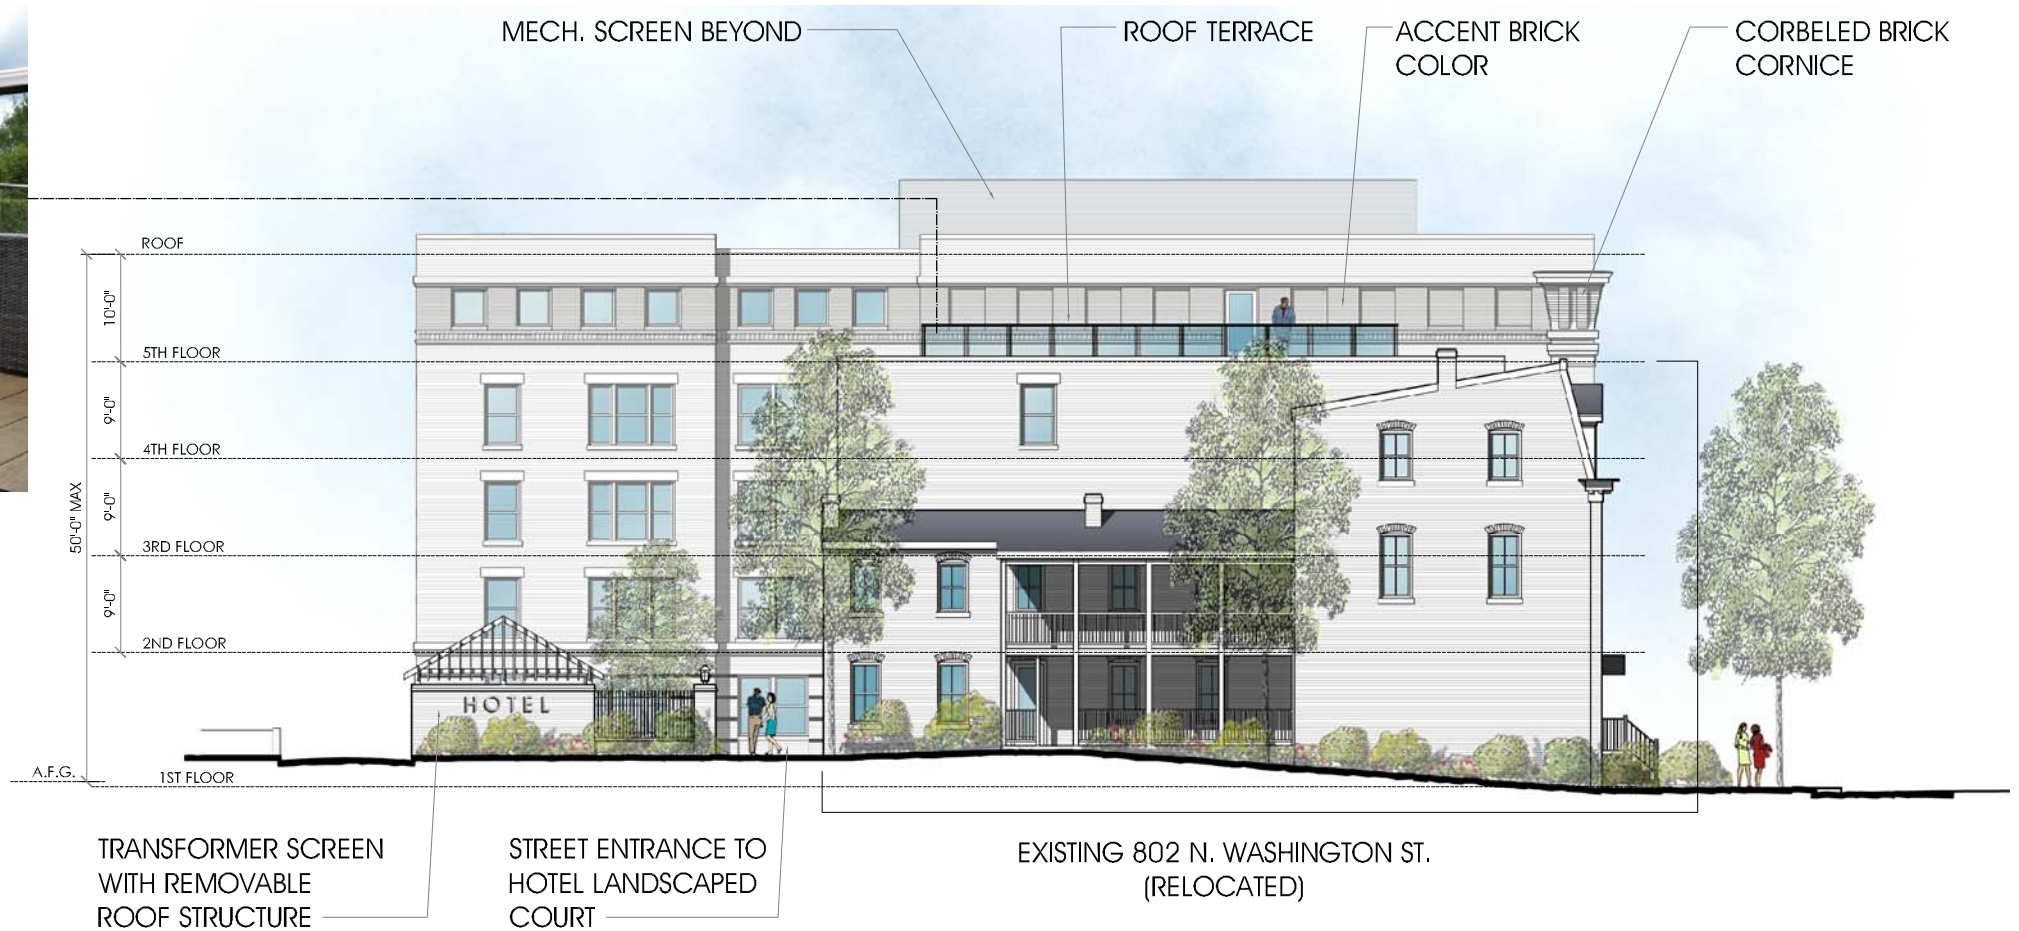 MECH. SCREEN BEYOND
ROOF TERRACE
ACCENT BRICK
COLOR
CORBELED BRICK
CORNICE
ROOF
10'-0"
5TH FLOOR
9'-0"
4TH FLOOR
50'-0" MAX
9'-0"
3RD FLOOR
9'-0"
2ND FLOOR
HOTEL
A.F.G.
1ST FLOOR
TRANSFORMER SCREEN
WITH REMOVABLE
ROOF STRUCTURE
STREET ENTRANCE TO
HOTEL LANDSCAPED
COURT
EXISTING 802 N. WASHINGTON ST.
(RELOCATED)